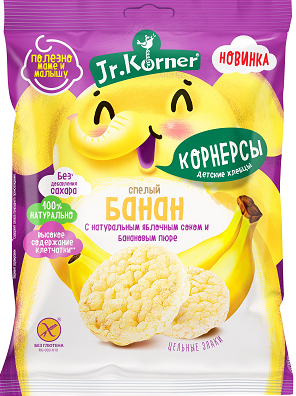 Jr.Korner
полезно
маме и
малышу
НОВИНКА
КОРНЕРСЫ
детские хлебцы
Без
добавления
сахара
100%
НАТУРАЛЬНО
ВЫСОКОЕ
СОДЕРЖАНИЕ
КЛЕТЧАТКИ**
СПЕЛЫЙ
БАНАН
С натуральным яблочным соком и
банановым пюре
цельные злаки
БЕЗ ГЛЮТЕНА